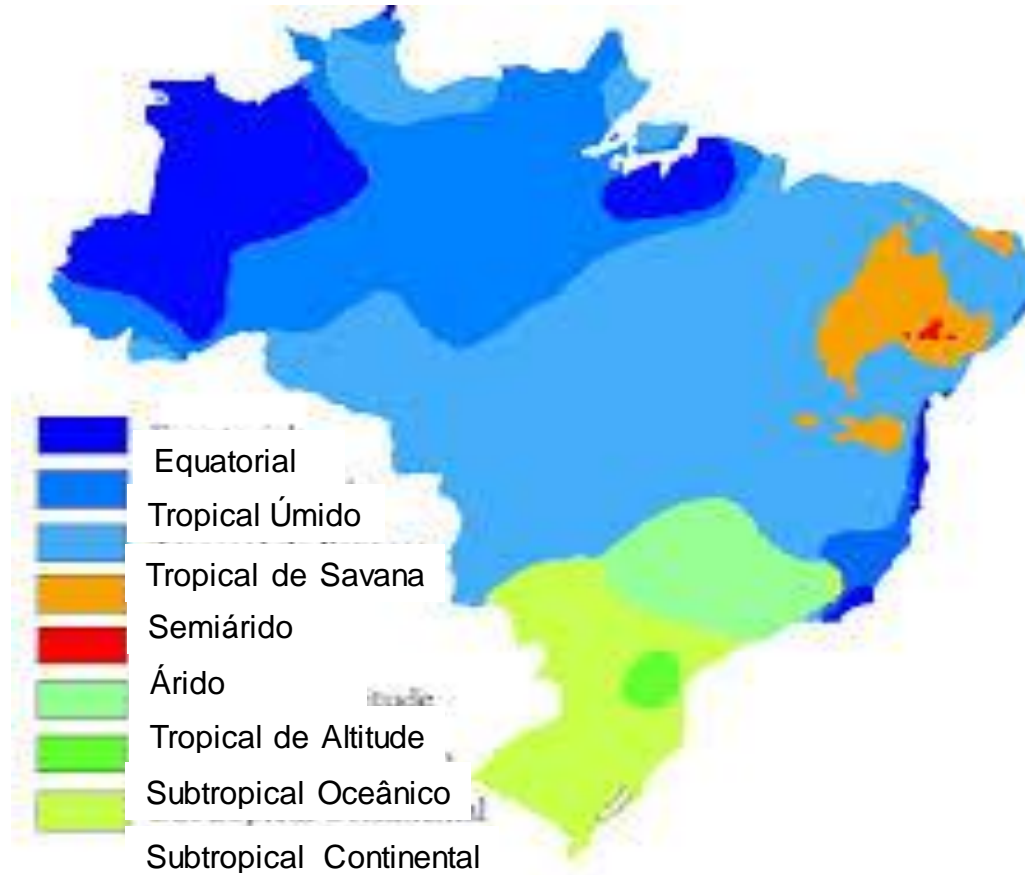 Equatorial
Tropical Úmido
Tropical de Savana
Semiárido
Árido
Tropical de Altitude
Subtropical Oceânico
Subtropical Continental